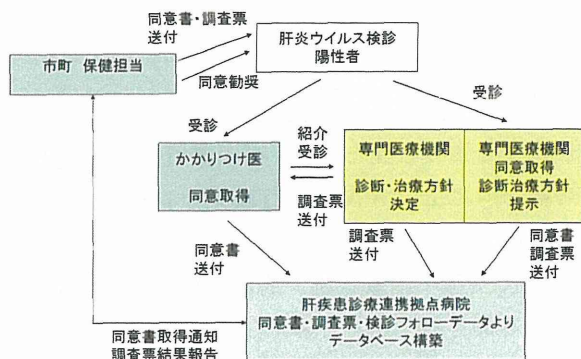 同意書・調査票
送付
肝炎ウイルス検診
陽性者
市町 保健担当
同意勧奨
受診
受診
かかりつけ医
同意取得
紹介
受診
調査票
送付
専門医療機関
診断・治療方針
決定
専門医療機関
同意取得
診断治療方針
提示
同意書
送付
調査票
送付
同意書
調査票
送付
肝疾患診療連携拠点病院
同意書・調査票・検診フォローデータより
データベース構築
同意書取得通知
調査票結果報告